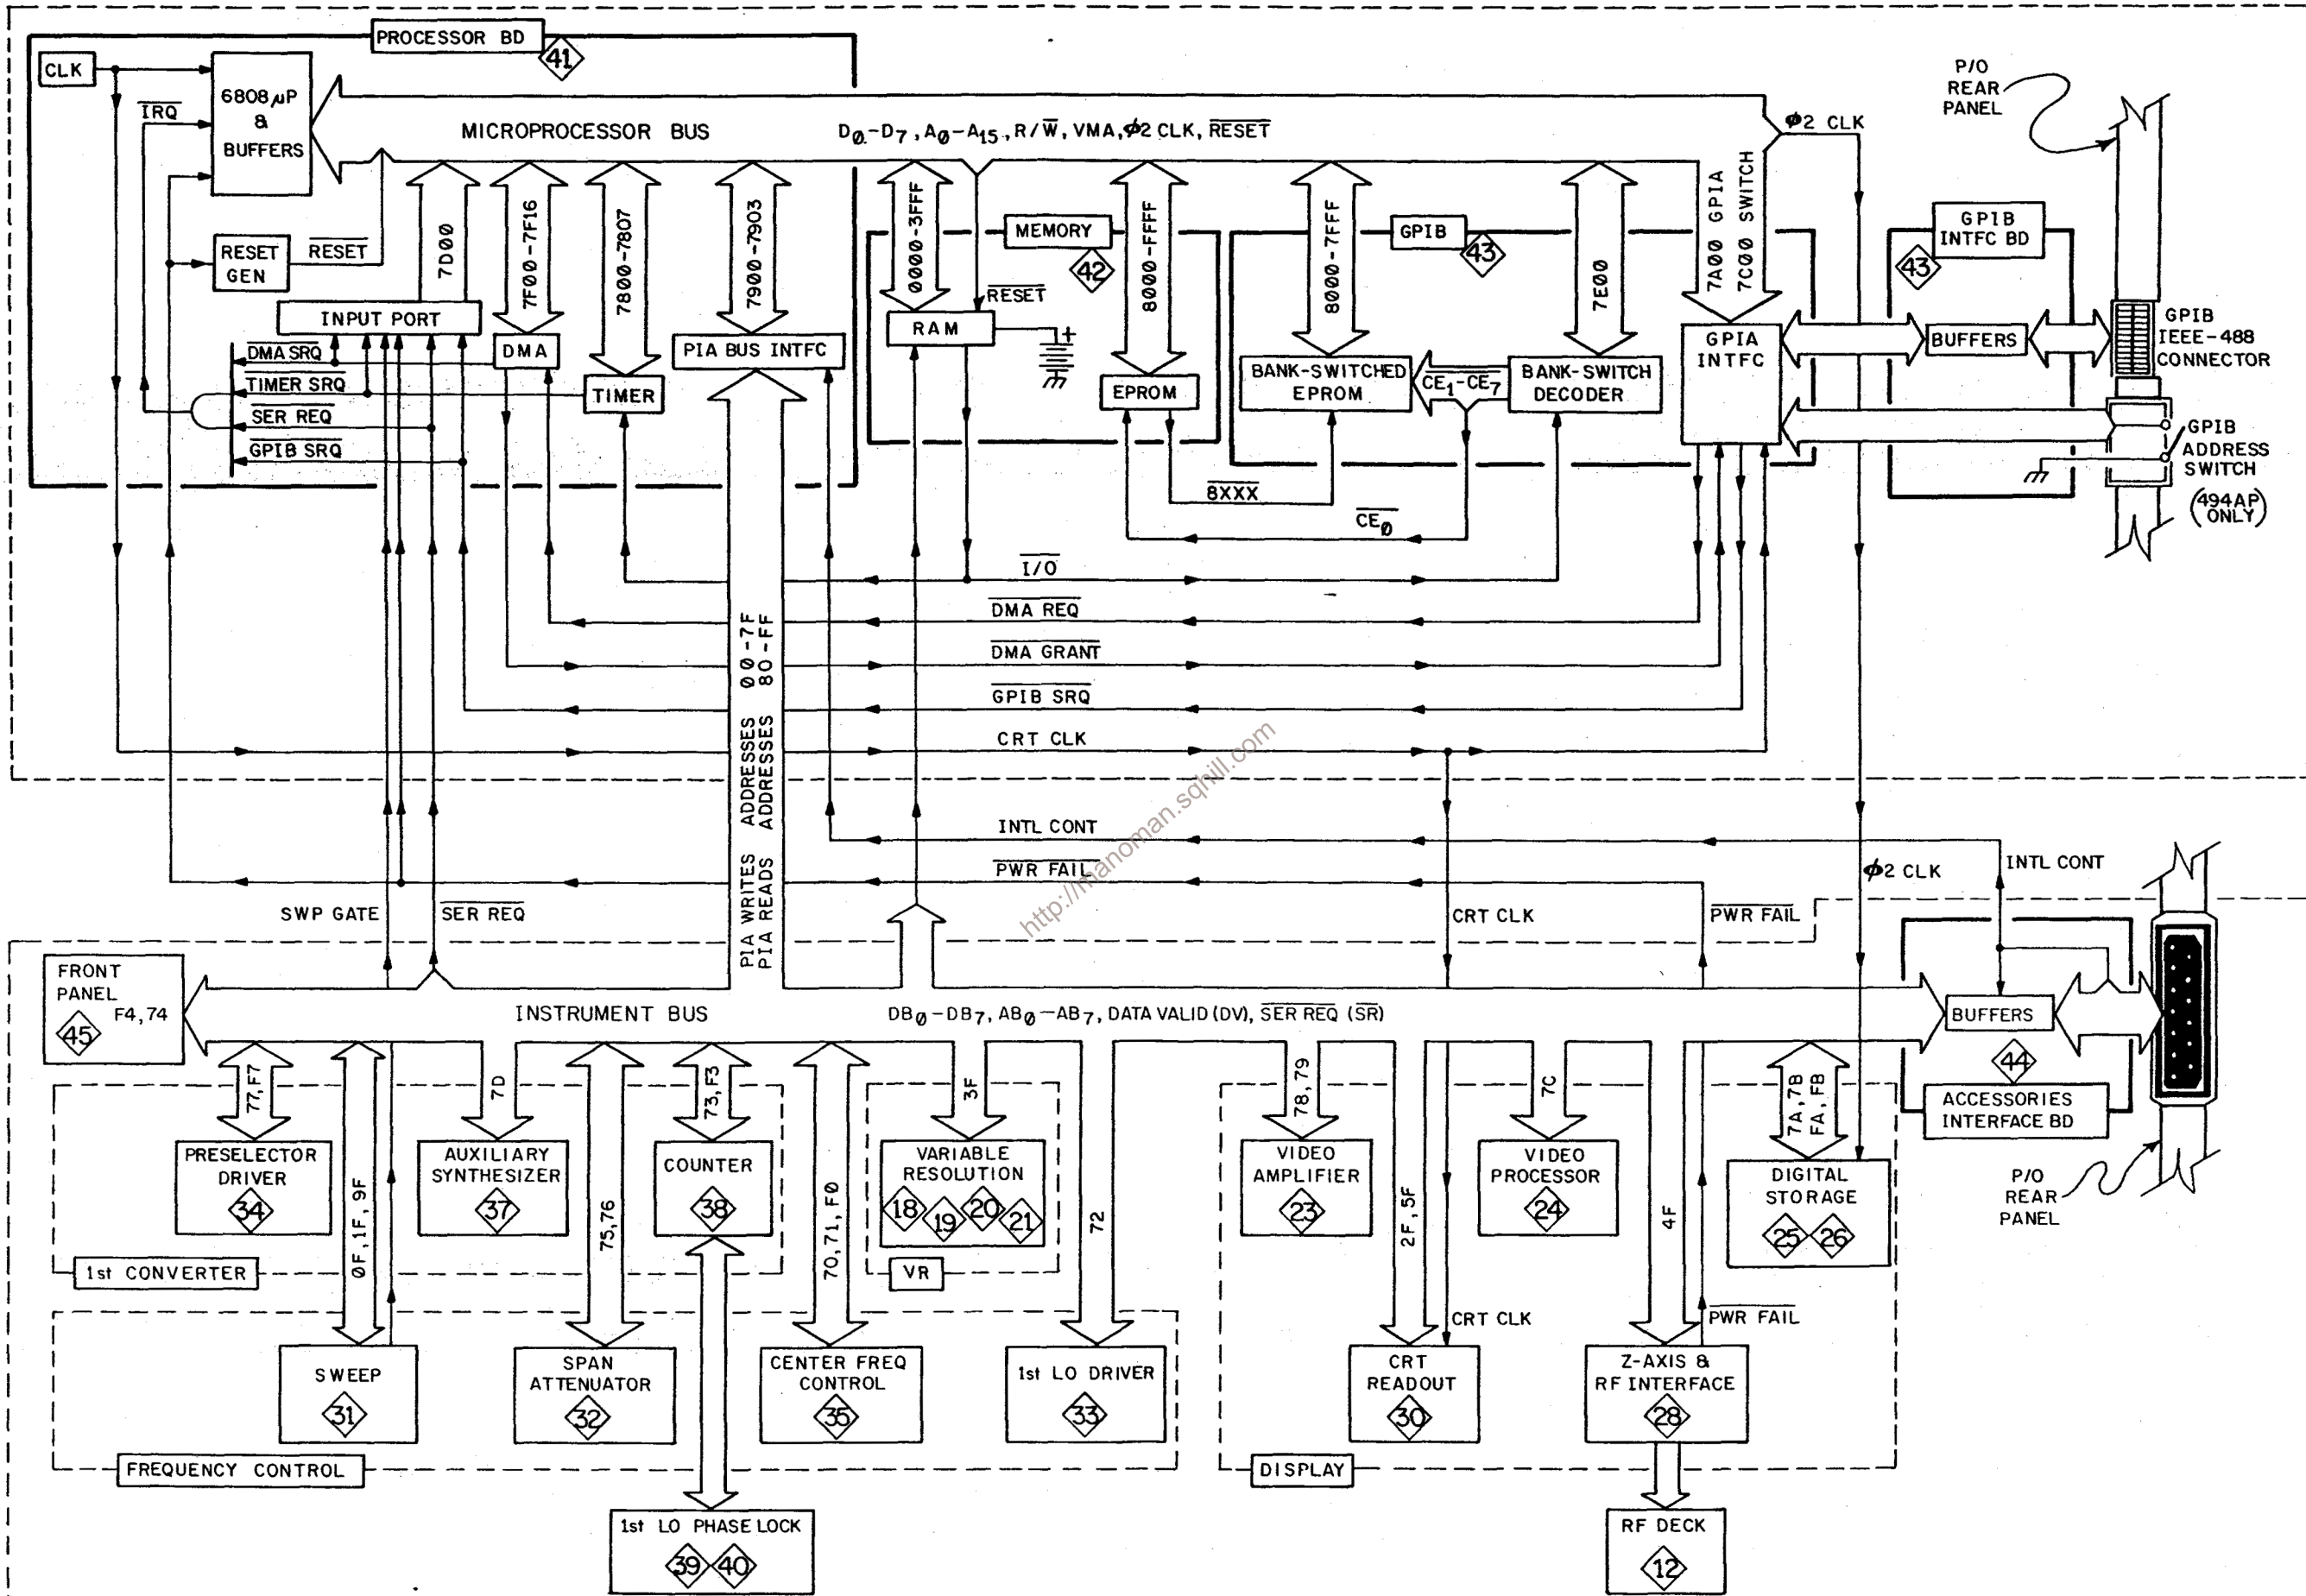 PROCESSOR BD
41
CLK
6808 µP
&
BUFFERS
IRQ
MICROPROCESSOR BUS
D0-D7, A0-A15, R/W, VMA, ϕ2 CLK, RESET
ϕ2 CLK
P/O
REAR
PANEL
RESET
GEN
RESET
7D00
7F00-7F16
7800-7807
7900-7903
0000-3FFF
RESET
MEMORY
42
8000-FFFF
8000-7FFF
GPIB
43
7E00
7A00 GPIA
7C00 SWITCH
GPIB
INTFC BD
43
INPUT PORT
DMA
TIMER
PIA BUS INTFC
RAM
+
EPROM
BANK-SWITCHED
EPROM
CE1-CE7
BANK-SWITCH
DECODER
GPIA
INTFC
BUFFERS
GPIB
IEEE-488
CONNECTOR
DMA SRQ
TIMER SRQ
SER REQ
GPIB SRQ
GPIB
ADDRESS
SWITCH
(494AP
ONLY)
8XXX
CE0
I/O
DMA REQ
DMA GRANT
GPIB SRQ
CRT CLK
PIA WRITES ADDRESSES 00-7F
PIA READS ADDRESSES 80-FF
http://manoman.sqhill.com
INTL CONT
PWR FAIL
SWP GATE
SER REQ
CRT CLK
PWR FAIL
ϕ2 CLK
INTL CONT
FRONT
PANEL
F4,74
45
INSTRUMENT BUS
DB0-DB7, AB0-AB7, DATA VALID (DV), SER REQ (SR)
BUFFERS
44
ACCESSORIES
INTERFACE BD
P/O
REAR
PANEL
77, F7
0F, 1F, 9F
7D
75,76
73, F3
70, 71, F0
3F
72
78, 79
2F, 5F
7C
4F
7A, 7B
FA, FB
PRESELECTOR
DRIVER
34
AUXILIARY
SYNTHESIZER
37
COUNTER
38
VARIABLE
RESOLUTION
18 19 20 21
VIDEO
AMPLIFIER
23
VIDEO
PROCESSOR
24
DIGITAL
STORAGE
25 26
1st CONVERTER
VR
CRT CLK
PWR FAIL
SWEEP
31
SPAN
ATTENUATOR
32
CENTER FREQ
CONTROL
35
1st LO DRIVER
33
CRT
READOUT
30
Z-AXIS &
RF INTERFACE
28
FREQUENCY CONTROL
DISPLAY
1st LO PHASE LOCK
39 40
RF DECK
12